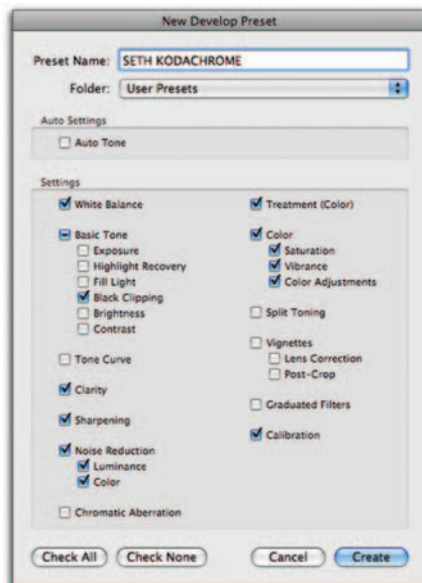 New Develop Preset
Preset Name: SETH KODACHROME
Folder: User Presets
Auto Settings
Auto Tone
Settings
White Balance
Basic Tone
Exposure
Highlight Recovery
Fill Light
Black Clipping
Brightness
Contrast
Tone Curve
Clarity
Sharpening
Noise Reduction
Luminance
Color
Chromatic Aberration
Treatment (Color)
Color
Saturation
Vibrance
Color Adjustments
Split Toning
Vignettes
Lens Correction
Post-Crop
Graduated Filters
Calibration
Check All
Check None
Cancel
Create